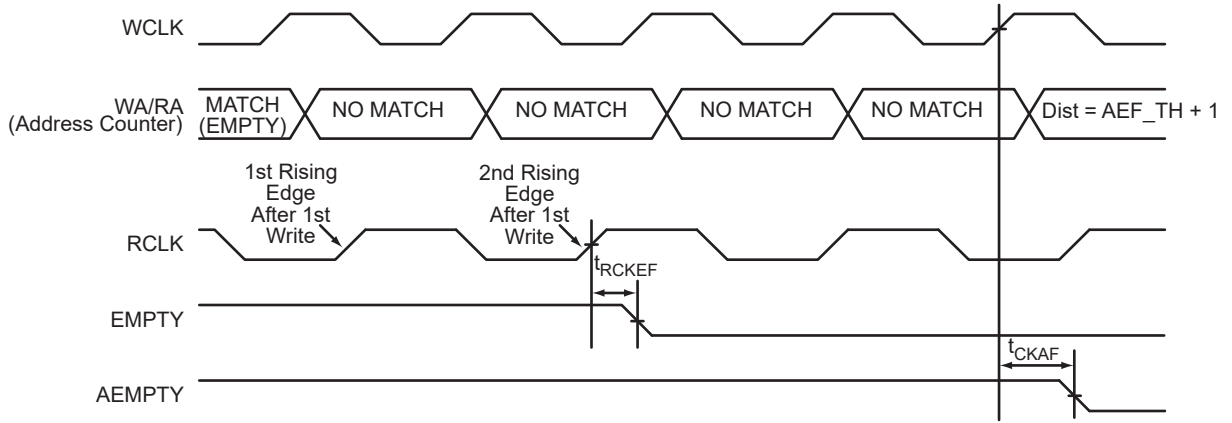 WCLK
WA/RA
(Address Counter)
MATCH
(EMPTY)
NO MATCH
NO MATCH
NO MATCH
NO MATCH
Dist = AEF_TH + 1
1st Rising
Edge
After 1st
Write
2nd Rising
Edge
After 1st
Write
RCLK
tRCKEF
EMPTY
tCKAF
AEMPTY